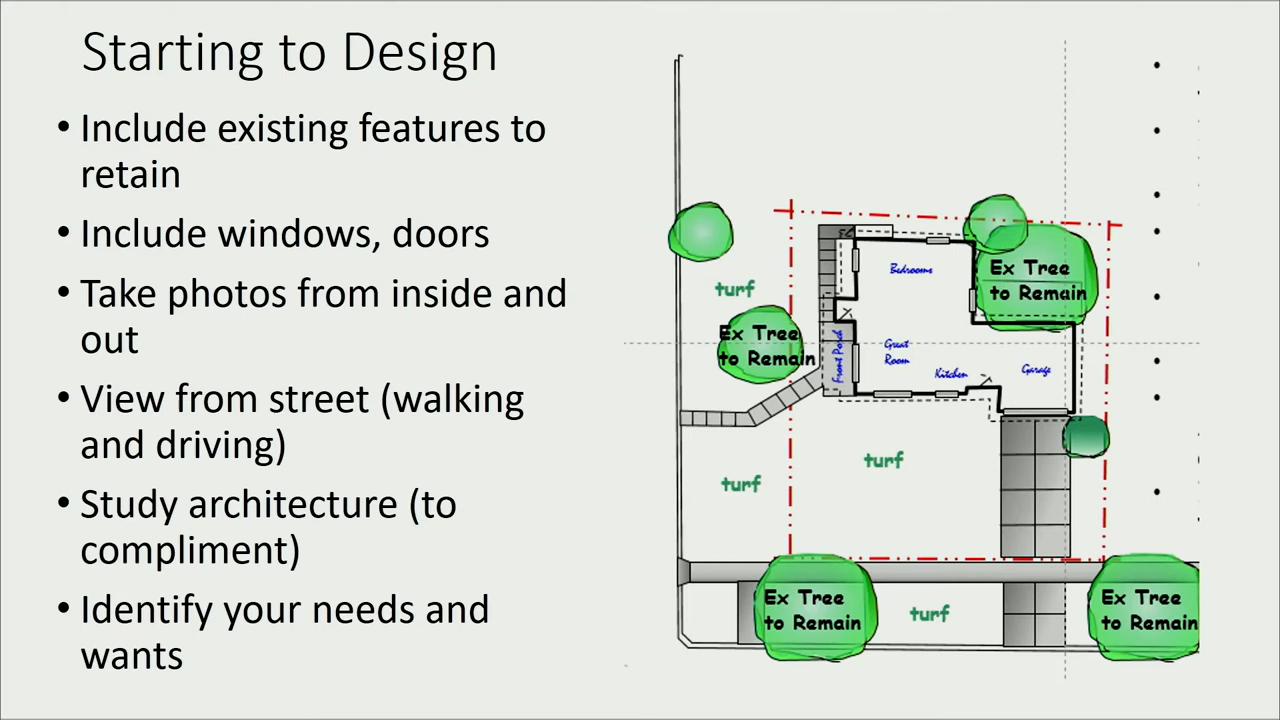 Starting to Design
• Include existing features to
retain
• Include windows, doors
• Take photos from inside and
out
• View from street (walking
and driving)
• Study architecture (to
compliment)
• Identify your needs and
wants
Bedrooms
Ex Tree
to Remain
turf
Ex Tree
to Remain
Front Porch
Great
Room
Kitchen
Garage
turf
turf
Ex Tree
to Remain
turf
Ex Tree
to Remain